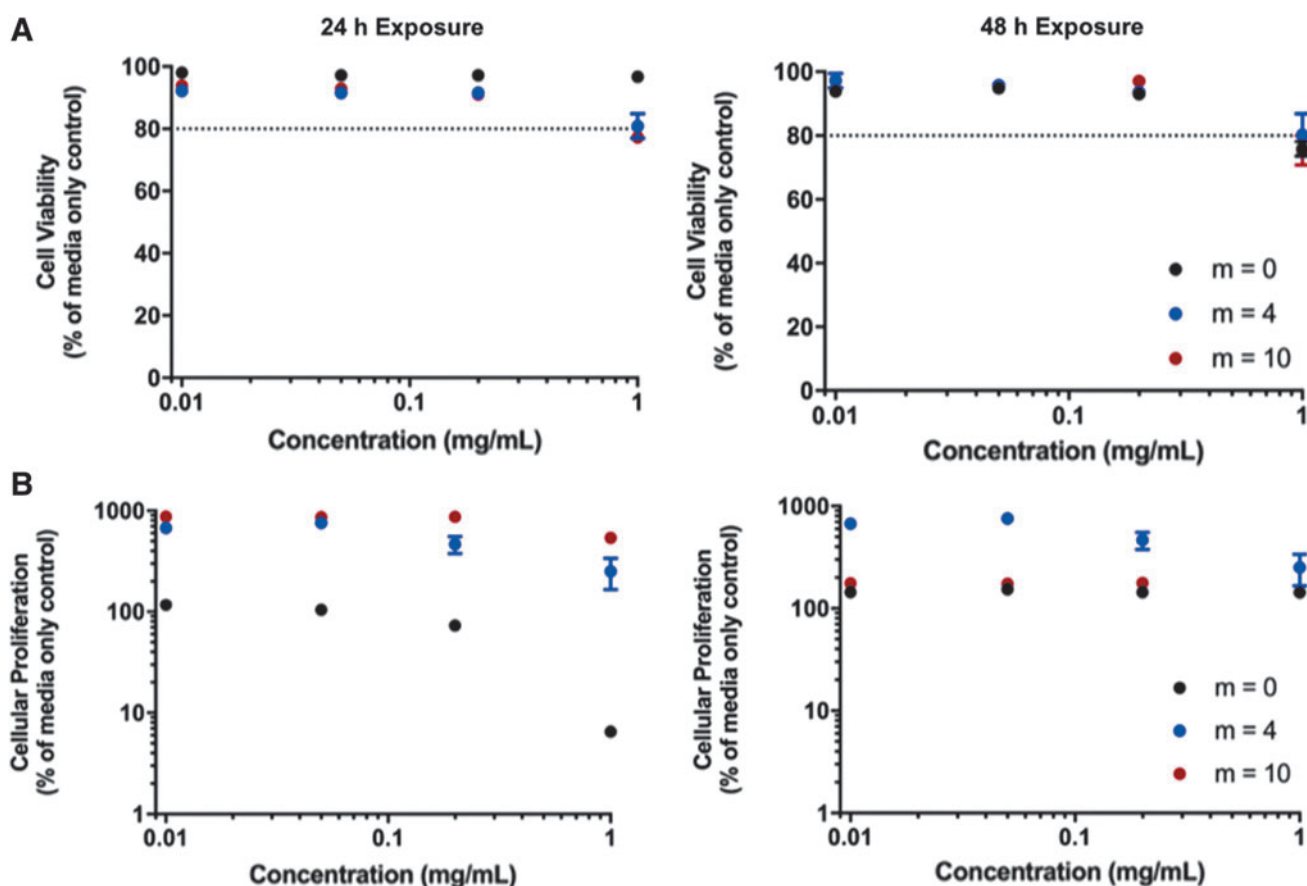 A
24 h Exposure
48 h Exposure
Cell Viability
(% of media only control)
100
80
60
40
20
0
0.01
0.1
1
Concentration (mg/mL)
Cell Viability
(% of media only control)
100
80
60
40
20
0
m = 0
m = 4
m = 10
0.01
0.1
1
Concentration (mg/mL)
B
Cellular Proliferation
(% of media only control)
1000
100
10
1
0.01
0.1
1
Concentration (mg/mL)
Cellular Proliferation
(% of media only control)
1000
100
10
1
m = 0
m = 4
m = 10
0.01
0.1
1
Concentration (mg/mL)